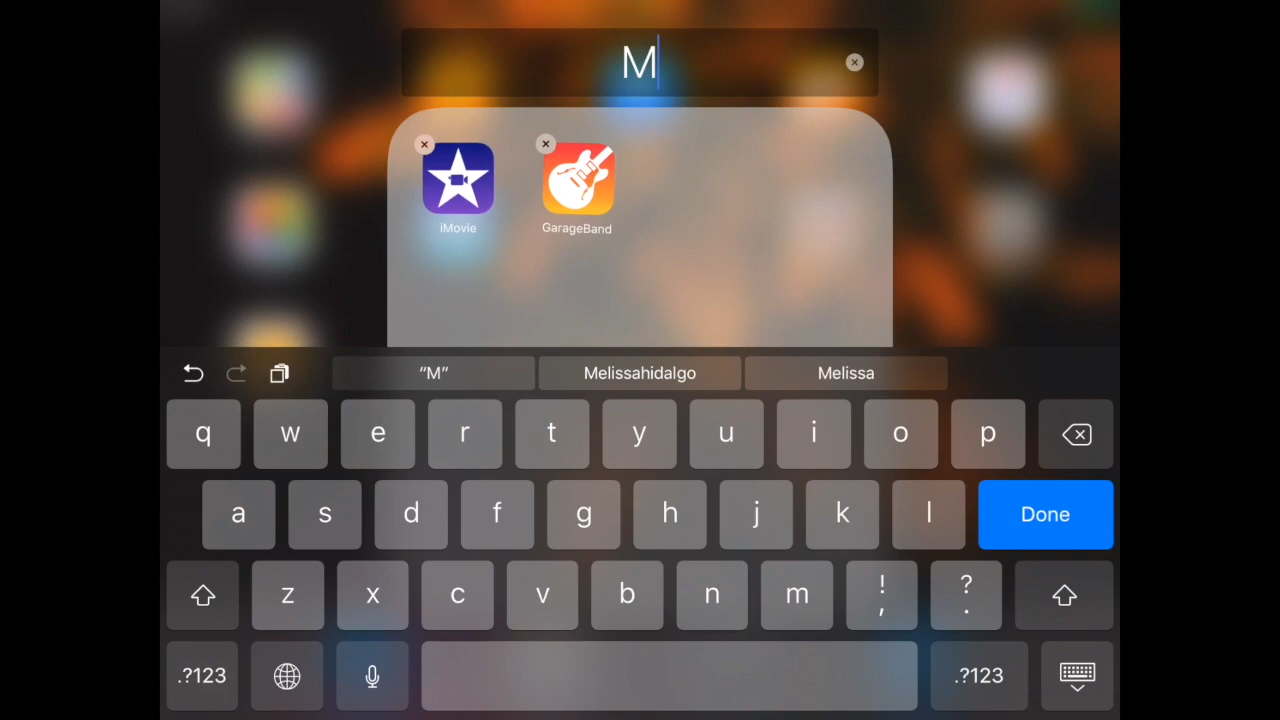 M
iMovie GarageBand
“M” Melissahidalgo Melissa
q w e r t y u i o p
a s d f g h j k l Done
z x c v b n m ! , ? .
.?123 .?123